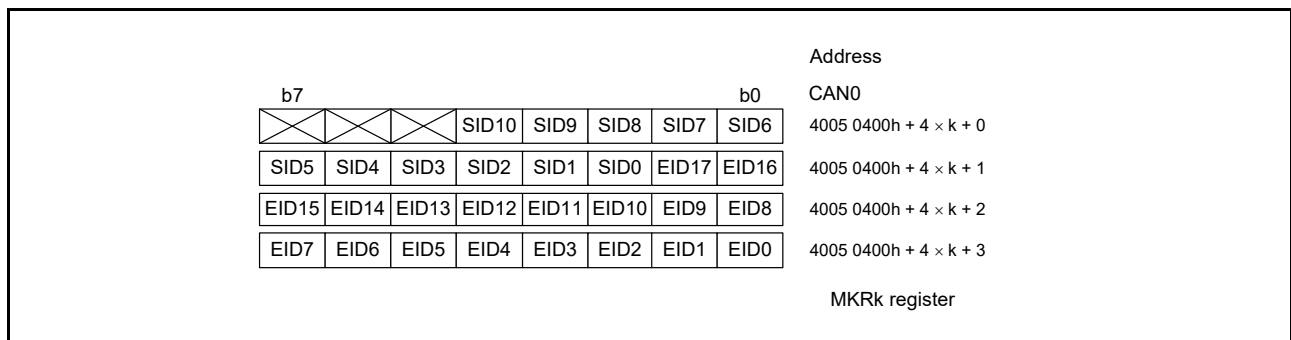 Address
b7 b0 CAN0
SID10 SID9 SID8 SID7 SID6 4005 0400h + 4 × k + 0
SID5 SID4 SID3 SID2 SID1 SID0 EID17 EID16 4005 0400h + 4 × k + 1
EID15 EID14 EID13 EID12 EID11 EID10 EID9 EID8 4005 0400h + 4 × k + 2
EID7 EID6 EID5 EID4 EID3 EID2 EID1 EID0 4005 0400h + 4 × k + 3
MKRk register